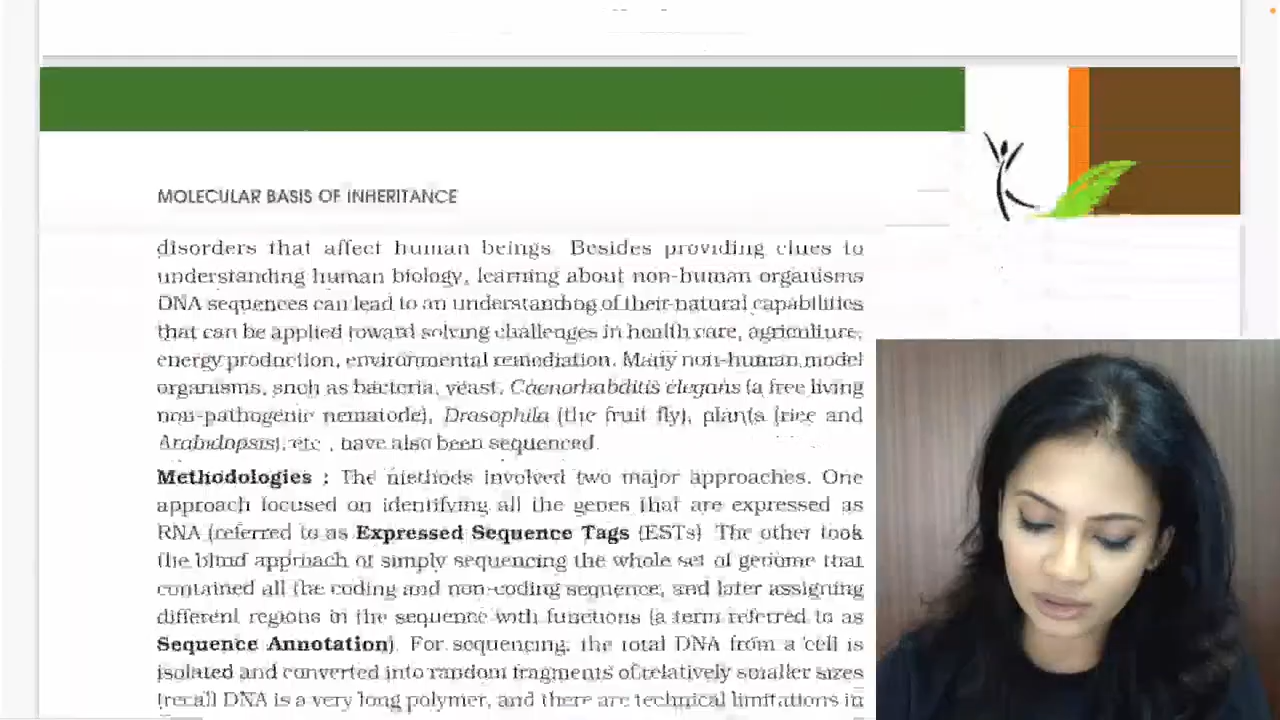 MOLECULAR BASIS OF INHERITANCE
disorders that affect human beings. Besides providing clues to
understanding human biology, learning about non-human organisms
DNA sequences can lead to an understanding of their natural capabilities
that can be applied toward solving challenges in health care, agriculture,
energy production, environmental remediation. Many non-human model
organisms, such as bacteria, yeast, Caenorhabditis elegans (a free living
non-pathogenic nematode), Drosophila (the fruit fly), plants (rice and
Arabidopsis), etc., have also been sequenced.
Methodologies : The methods involved two major approaches. One
approach focused on identifying all the genes that are expressed as
RNA (referred to as Expressed Sequence Tags (ESTs). The other took
the blind approach of simply sequencing the whole set of genome that
contained all the coding and non-coding sequence, and later assigning
different regions in the sequence with functions (a term referred to as
Sequence Annotation). For sequencing, the total DNA from a cell is
isolated and converted into random fragments of relatively smaller sizes
(recall DNA is a very long polymer, and there are technical limitations in